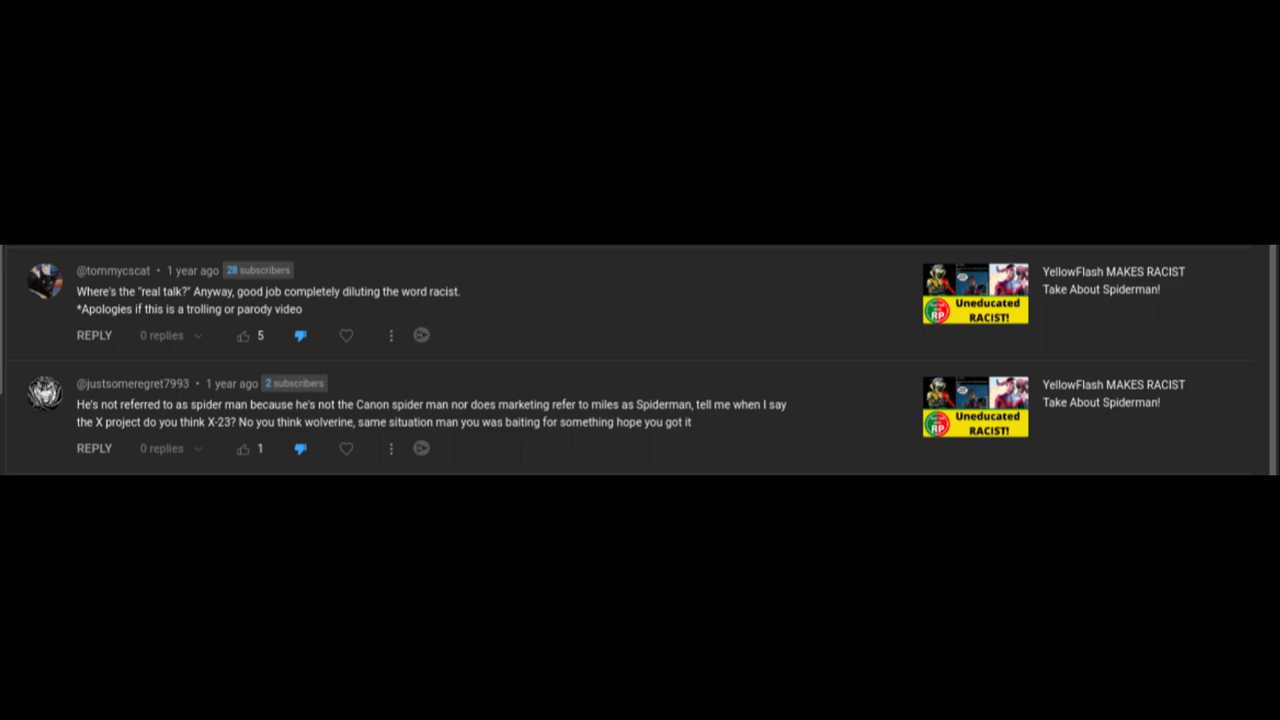 @tommycscat • 1 year ago 28 subscribers
Where's the "real talk?" Anyway, good job completely diluting the word racist.
*Apologies if this is a trolling or parody video
REPLY 0 replies 5
YellowFlash MAKES RACIST
Take About Spiderman!
Uneducated
RACIST!
RP
@justsomeregret7993 • 1 year ago 2 subscribers
He's not referred to as spider man because he's not the Canon spider man nor does marketing refer to miles as Spiderman, tell me when I say
the X project do you think X-23? No you think wolverine, same situation man you was baiting for something hope you got it
REPLY 0 replies 1
YellowFlash MAKES RACIST
Take About Spiderman!
Uneducated
RACIST!
RP